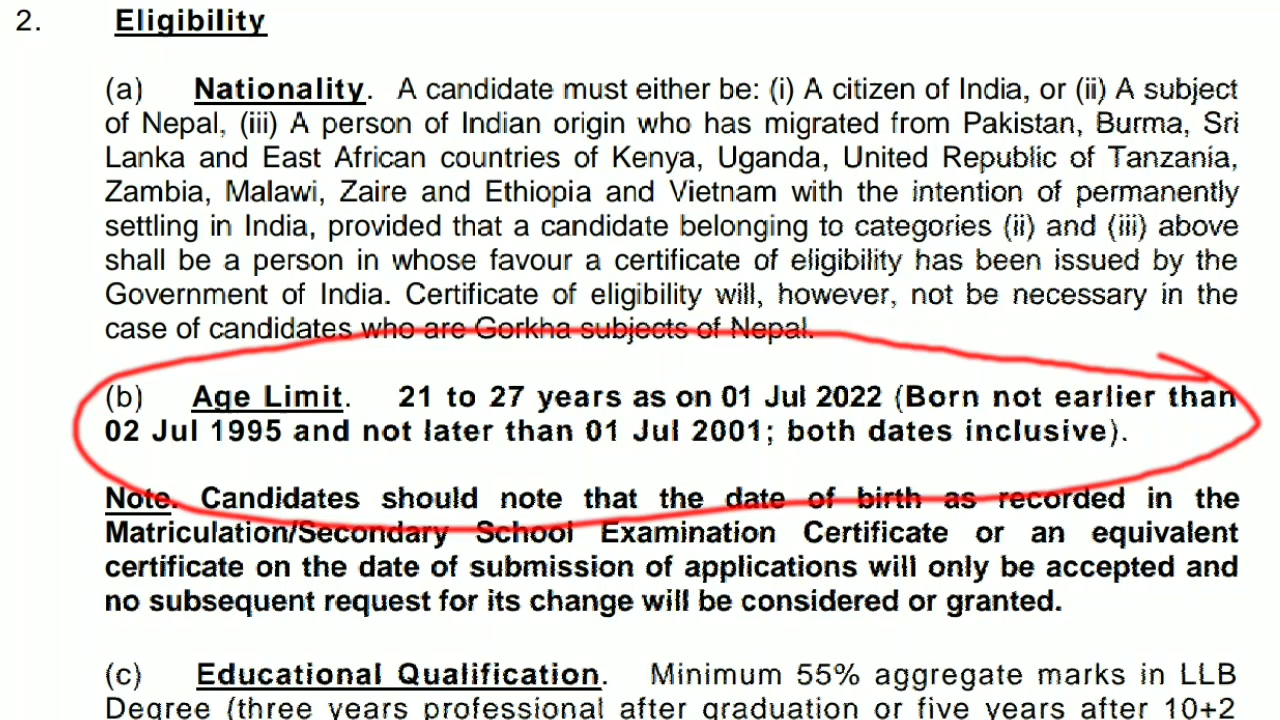 2. Eligibility
(a) Nationality. A candidate must either be: (i) A citizen of India, or (ii) A subject
of Nepal, (iii) A person of Indian origin who has migrated from Pakistan, Burma, Sri
Lanka and East African countries of Kenya, Uganda, United Republic of Tanzania,
Zambia, Malawi, Zaire and Ethiopia and Vietnam with the intention of permanently
settling in India, provided that a candidate belonging to categories (ii) and (iii) above
shall be a person in whose favour a certificate of eligibility has been issued by the
Government of India. Certificate of eligibility will, however, not be necessary in the
case of candidates who are Gorkha subjects of Nepal.
(b) Age Limit. 21 to 27 years as on 01 Jul 2022 (Born not earlier than
02 Jul 1995 and not later than 01 Jul 2001; both dates inclusive).
Note. Candidates should note that the date of birth as recorded in the
Matriculation/Secondary School Examination Certificate or an equivalent
certificate on the date of submission of applications will only be accepted and
no subsequent request for its change will be considered or granted.
(c) Educational Qualification. Minimum 55% aggregate marks in LLB
Degree (three years professional after graduation or five years after 10+2